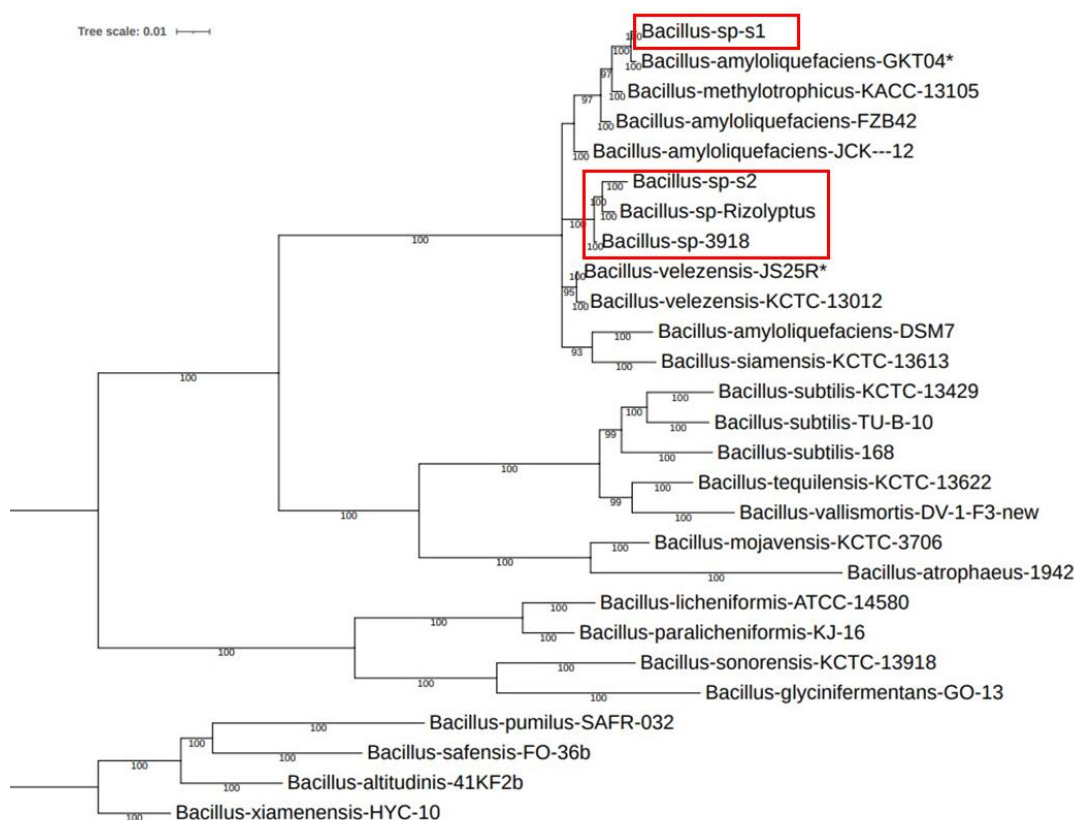 Tree scale: 0.01
Bacillus-sp-s1
100
100
Bacillus-amyloliquefaciens-GKT04*
100
97
Bacillus-methylotrophicus-KACC-13105
100
97
Bacillus-amyloliquefaciens-FZB42
100
Bacillus-amyloliquefaciens-JCK---12
100
Bacillus-sp-s2
100
100
Bacillus-sp-Rizolyptus
100
100
Bacillus-sp-3918
100
100
Bacillus-velezensis-JS25R*
100
95
Bacillus-velezensis-KCTC-13012
100
Bacillus-amyloliquefaciens-DSM7
100
93
Bacillus-siamensis-KCTC-13613
100
100
Bacillus-subtilis-KCTC-13429
100
100
Bacillus-subtilis-TU-B-10
100
99
Bacillus-subtilis-168
100
100
Bacillus-tequilensis-KCTC-13622
100
99
Bacillus-vallismortis-DV-1-F3-new
100
100
Bacillus-mojavensis-KCTC-3706
100
100
Bacillus-atrophaeus-1942
100
Bacillus-licheniformis-ATCC-14580
100
100
Bacillus-paralicheniformis-KJ-16
100
100
Bacillus-sonorensis-KCTC-13918
100
100
Bacillus-glycinifermentans-GO-13
100
Bacillus-pumilus-SAFR-032
100
100
Bacillus-safensis-FO-36b
100
100
Bacillus-altitudinis-41KF2b
100
Bacillus-xiamenensis-HYC-10
100